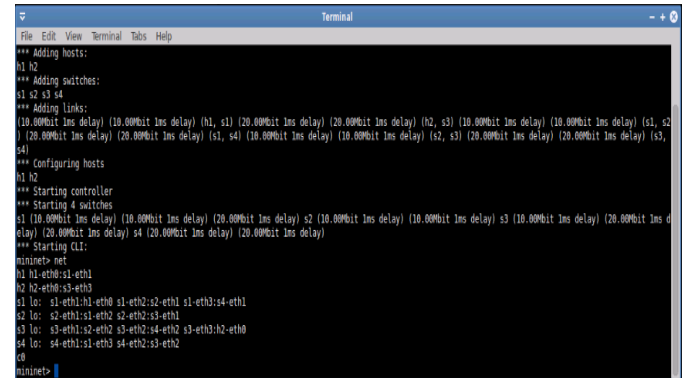 Terminal
File Edit View Terminal Tabs Help
*** Adding hosts:
h1 h2
*** Adding switches:
s1 s2 s3 s4
*** Adding links:
(10.00Mbit 1ms delay) (10.00Mbit 1ms delay) (h1, s1) (20.00Mbit 1ms delay) (20.00Mbit 1ms delay) (h2, s3) (10.00Mbit 1ms delay) (10.00Mbit 1ms delay) (s1, s2
) (20.00Mbit 1ms delay) (20.00Mbit 1ms delay) (s1, s4) (10.00Mbit 1ms delay) (10.00Mbit 1ms delay) (s2, s3) (20.00Mbit 1ms delay) (20.00Mbit 1ms delay) (s3,
s4)
*** Configuring hosts
h1 h2
*** Starting controller
*** Starting 4 switches
s1 (10.00Mbit 1ms delay) (10.00Mbit 1ms delay) (20.00Mbit 1ms delay) s2 (10.00Mbit 1ms delay) (10.00Mbit 1ms delay) s3 (10.00Mbit 1ms delay) (20.00Mbit 1ms d
elay) (20.00Mbit 1ms delay) s4 (20.00Mbit 1ms delay) (20.00Mbit 1ms delay)
*** Starting CLI:
mininet> net
h1 h1-eth0:s1-eth1
h2 h2-eth0:s3-eth3
s1 lo:  s1-eth1:h1-eth0 s1-eth2:s2-eth1 s1-eth3:s4-eth1
s2 lo:  s2-eth1:s1-eth2 s2-eth2:s3-eth1
s3 lo:  s3-eth1:s2-eth2 s3-eth2:s4-eth2 s3-eth3:h2-eth0
s4 lo:  s4-eth1:s1-eth3 s4-eth2:s3-eth2
c0
mininet>